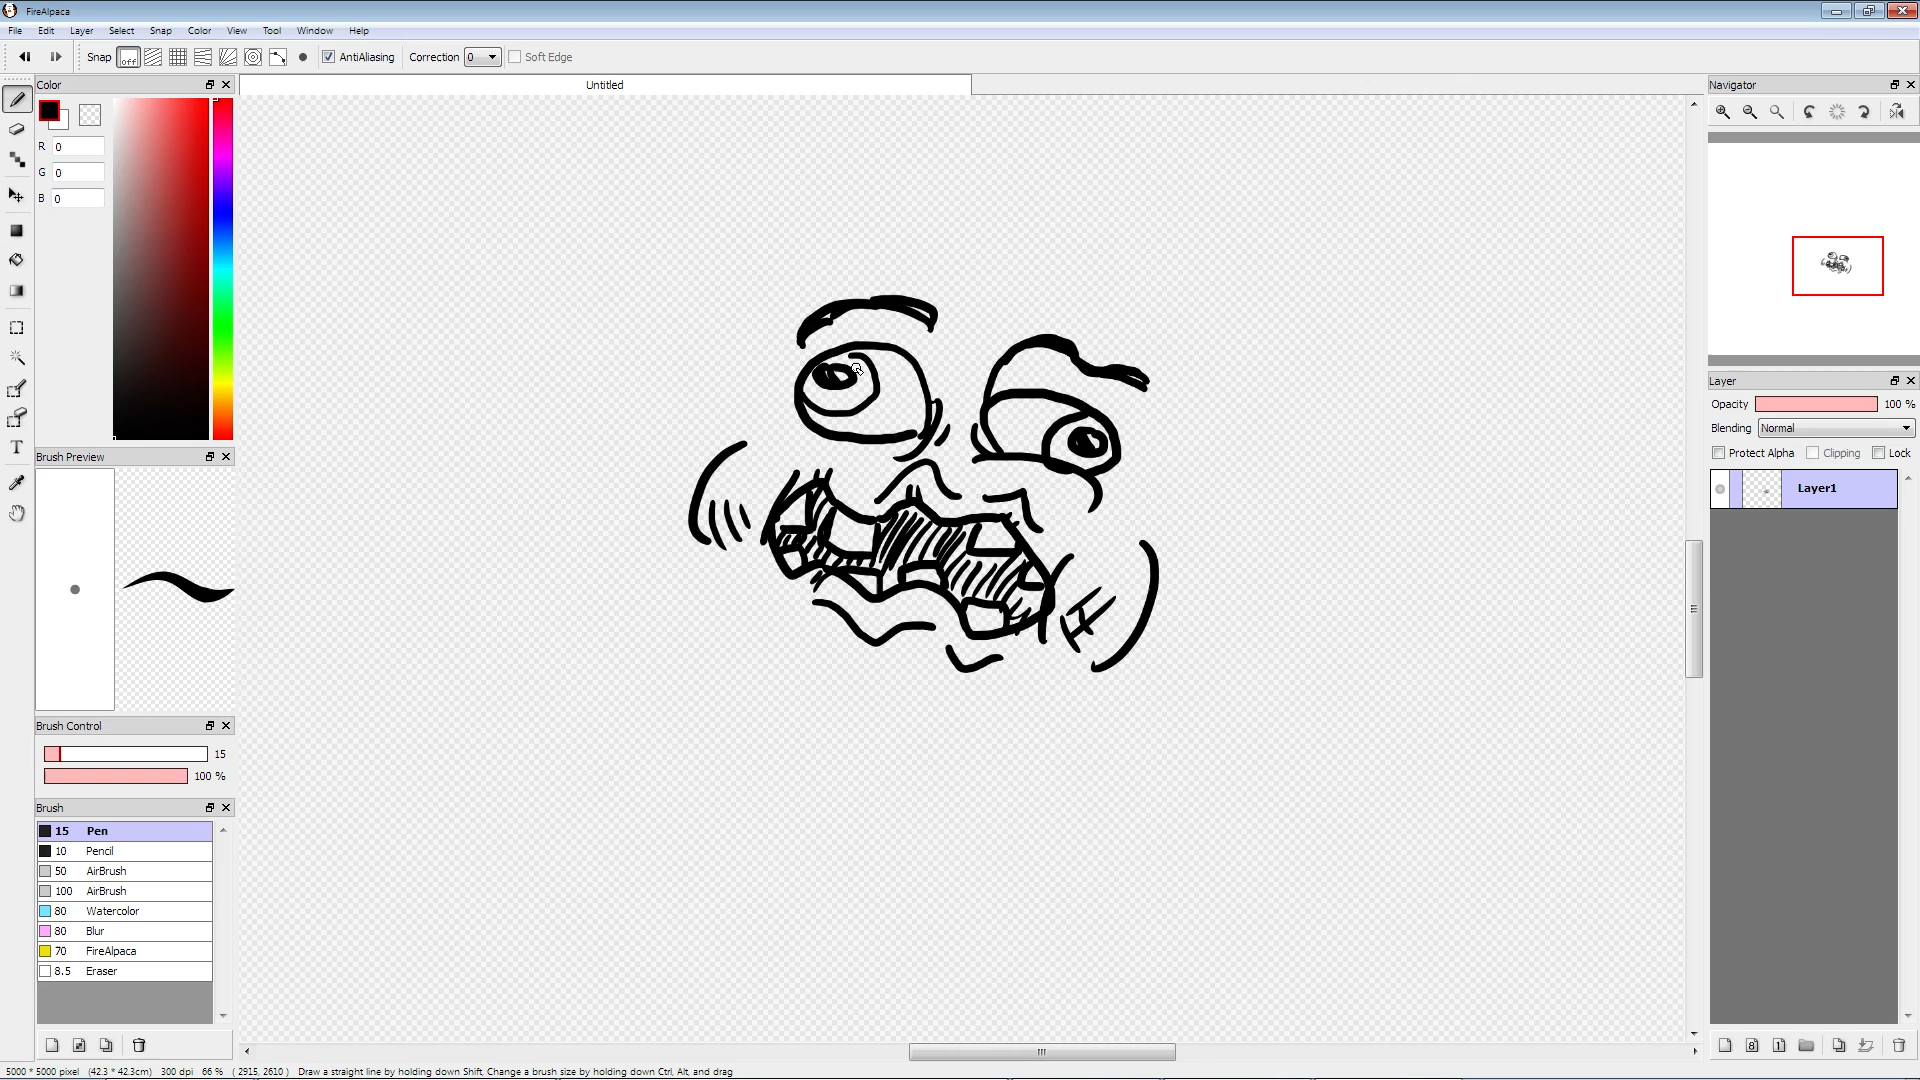 FireAlpaca
File Edit Layer Select Snap Color View Tool Window Help
Snap off AntiAliasing Correction 0 Soft Edge
Color
Untitled
Navigator
R 0
G 0
B 0
Layer
Opacity 100 %
Blending Normal
Protect Alpha Clipping Lock
Brush Preview
Layer1
Brush Control
15
100 %
Brush
15 Pen
10 Pencil
50 AirBrush
100 AirBrush
80 Watercolor
80 Blur
70 FireAlpaca
8.5 Eraser
8 1
5000 * 5000 pixel (42.3 * 42.3cm) 300 dpi 66 % ( 2915, 2610 ) Draw a straight line by holding down Shift, Change a brush size by holding down Ctrl, Alt, and drag